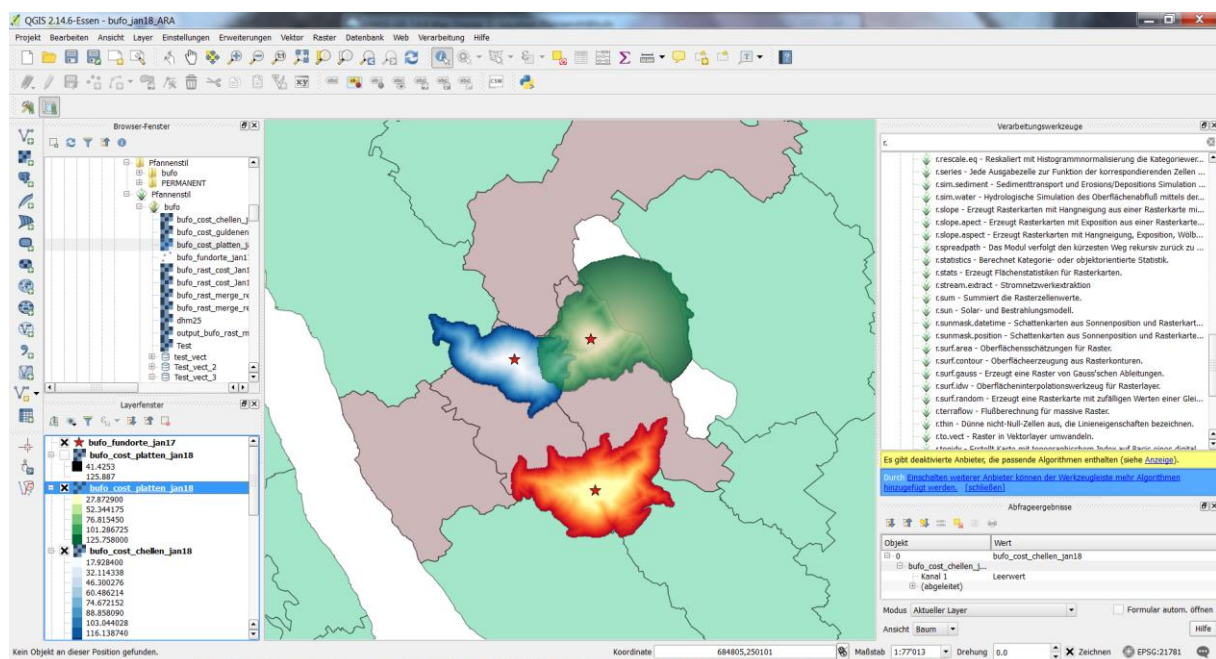 QGIS 2.14.6-Essen - bufo_jan18_ARA
Projekt Bearbeiten Ansicht Layer Einstellungen Erweiterungen Vektor Raster Datenbank Web Verarbeitung Hilfe
Browser-Fenster
Pfannenstil
bufo
PERMANENT
Pfannenstil
bufo
bufo_cost_chellen_j
bufo_cost_guldenen
bufo_cost_platten_ja
bufo_fundorte_jan17
bufo_rast_cost_Jan1
bufo_rast_cost_Jan1
bufo_rast_merge_re
bufo_rast_merge_re
dhm25
output_bufo_rast_m
Test
test_vect
Test_vect_2
Test_vect_3
Layerfenster
bufo_fundorte_jan17
bufo_cost_platten_jan18
41.4253
125.887
bufo_cost_platten_jan18
27.872900
52.344175
76.815450
101.286725
125.758000
bufo_cost_chellen_jan18
17.928400
32.114338
46.300276
60.486214
74.672152
88.858090
103.044028
116.138740
Verarbeitungswerkzeuge
r.
r.rescale.eq - Reskaliert mit Histogrammnormalisierung die Kategoriewer...
r.series - Jede Ausgabezelle zur Funktion der korrespondierenden Zellen ...
r.sim.sediment - Sedimenttransport und Erosions/Depositions Simulation ...
r.sim.water - Hydrologische Simulation des Oberflächenabfluß mittels der...
r.slope - Erzeugt Rasterkarten mit Hangneigung aus einer Rasterkarte mi...
r.slope.apect - Erzeugt Rasterkarten mit Exposition aus einer Rasterkarte...
r.slope.aspect - Erzeugt Rasterkarten mit Hangneigung, Exposition, Wölb...
r.spreadpath - Das Modul verfolgt den kürzesten Weg rekursiv zurück zu ...
r.statistics - Berechnet Kategorie- oder objektorientierte Statistik.
r.stats - Erzeugt Flächenstatistiken für Rasterkarten.
r.stream.extract - Stromnetzwerkextraktion
r.sum - Summiert die Rasterzellenwerte.
r.sun - Solar- und Bestrahlungsmodell.
r.sunmask.datetime - Schattenkarten aus Sonnenposition und Rasterkart...
r.sunmask.position - Schattenkarten aus Sonnenposition und Rasterkart...
r.surf.area - Oberflächensschätzungen für Raster.
r.surf.contour - Oberflächeerzeugung aus Rasterkonturen.
r.surf.gauss - Erzeugt eine Raster von Gauss'schen Ableitungen.
r.surf.idw - Oberflächeninterpolationswerkzeug für Rasterlayer.
r.surf.random - Erzeugt eine Rasterkarte mit zufälligen Werten einer Glei...
r.terraflow - Flußberechnung für massive Raster.
r.thin - Dünne nicht-Null-Zellen aus, die Linieneigenschaften bezeichnen.
r.to.vect - Raster in Vektorlayer umwandeln.
Es gibt deaktivierte Anbieter, die passende Algorithmen enthalten (siehe Anzeige).
Durch Einschalten weiterer Anbieter können der Werkzeugleiste mehr Algorithmen
hinzugefügt werden. [schließen]
Abfrageergebnisse
Objekt Wert
0 bufo_cost_chellen_jan18
bufo_cost_chellen_j...
Kanal 1 Leerwert
(abgeleitet)
Modus Aktueller Layer Formular autom. öffnen
Ansicht Baum Hilfe
Kein Objekt an dieser Position gefunden. Koordinate 684805,250101 Maßstab 1:77'013 Drehung 0.0 Zeichnen EPSG:21781